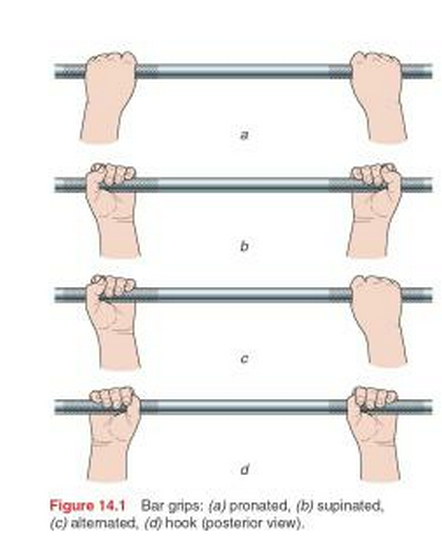 a
b
c
d
Figure 14.1 Bar grips: (a) pronated, (b) supinated,
(c) alternated, (d) hook (posterior view).